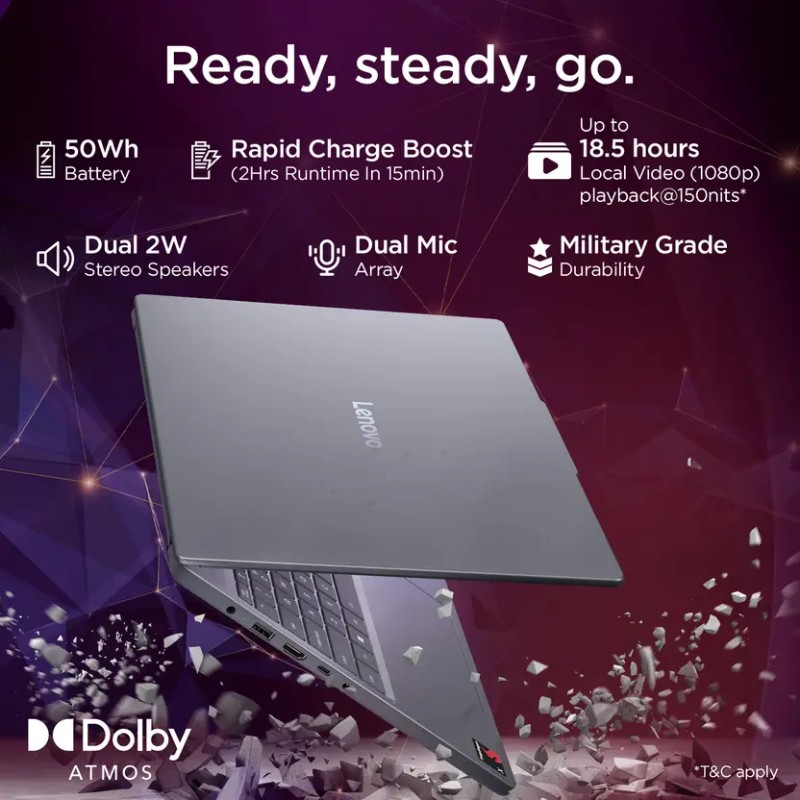 Ready, steady, go.
50Wh
Battery
Rapid Charge Boost
(2Hrs Runtime In 15min)
Up to
18.5 hours
Local Video (1080p)
playback@150nits*
Dual 2W
Stereo Speakers
Dual Mic
Array
Military Grade
Durability
Lenovo
Dolby
ATMOS
*T&C apply